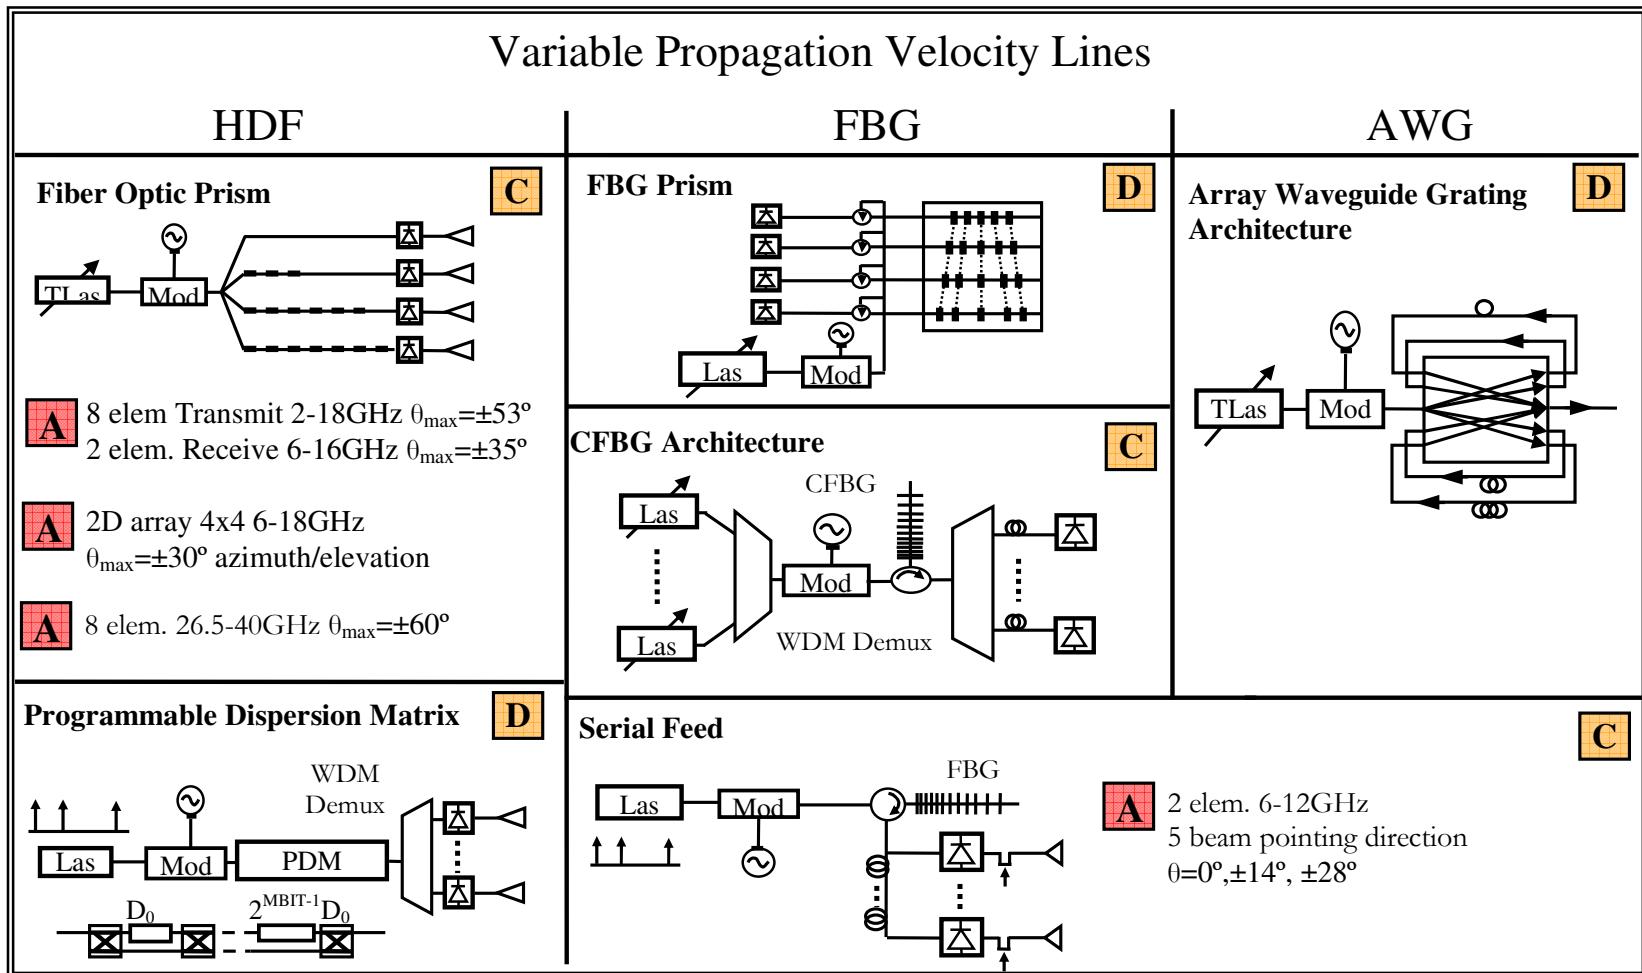 Variable Propagation Velocity Lines
HDF
FBG
AWG
Fiber Optic Prism
C
TLas
Mod
A
8 elem Transmit 2-18GHz θmax=±53º
2 elem. Receive 6-16GHz θmax=±35º
A
2D array 4x4 6-18GHz
θmax=±30º azimuth/elevation
A
8 elem. 26.5-40GHz θmax=±60º
Programmable Dispersion Matrix
D
WDM
Demux
Las
Mod
PDM
D0
2^MBIT-1D0
FBG Prism
D
Las
Mod
CFBG Architecture
C
CFBG
Las
Mod
Las
WDM Demux
Array Waveguide Grating
Architecture
D
TLas
Mod
Serial Feed
C
FBG
Las
Mod
A
2 elem. 6-12GHz
5 beam pointing direction
θ=0º,±14º, ±28º